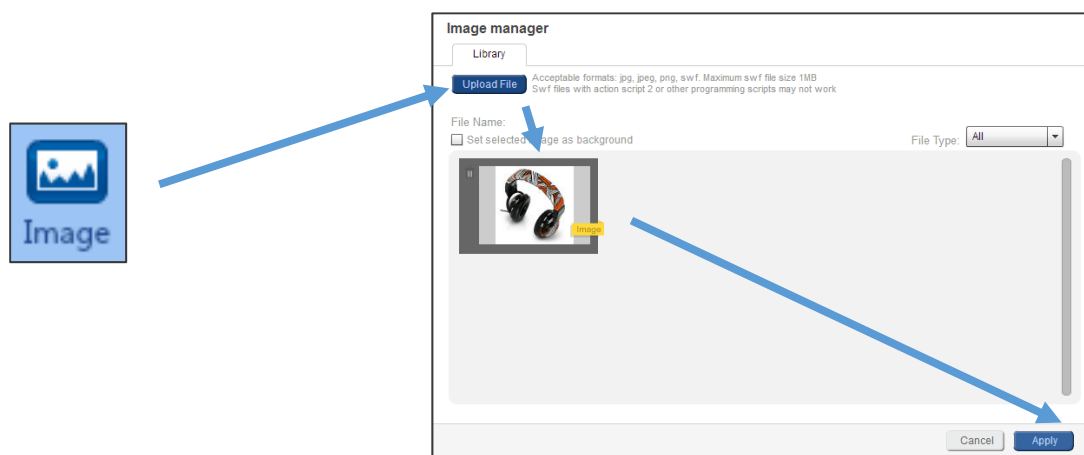 Image
Image manager
Library
Upload File
Acceptable formats: jpg, jpeg, png, swf. Maximum swf file size 1MB
Swf files with action script 2 or other programming scripts may not work
File Name:
Set selected image as background
File Type: All
Image
Cancel
Apply